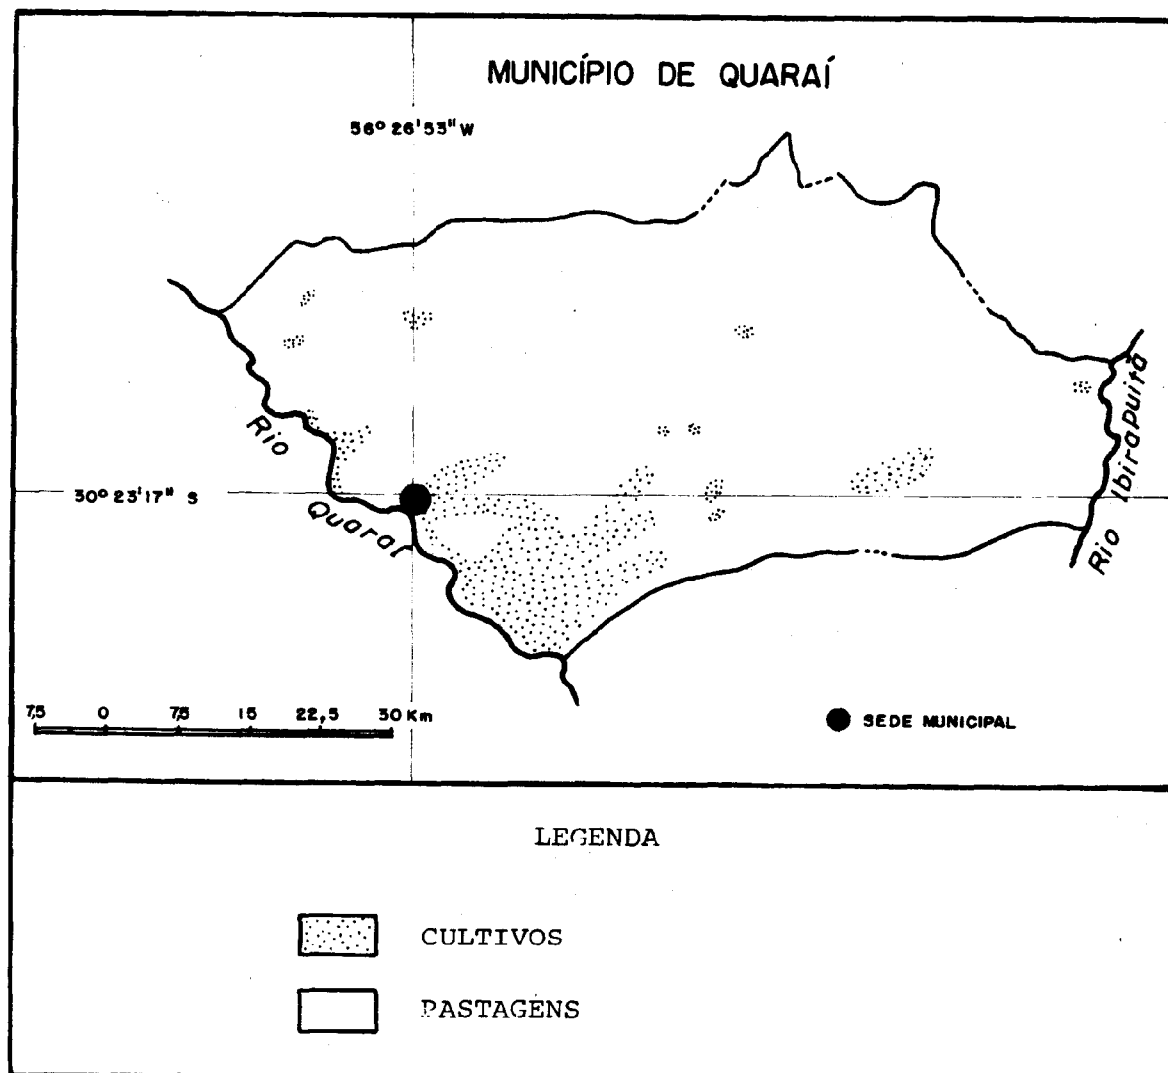 MUNICÍPIO DE QUARAÍ
56° 26'53" W
Rio Ibirapuitã
Rio Quaraí
30° 23'17" S
7,5 0 7,5 15 22,5 30 Km
SEDE MUNICIPAL
LEGENDA
CULTIVOS
PASTAGENS